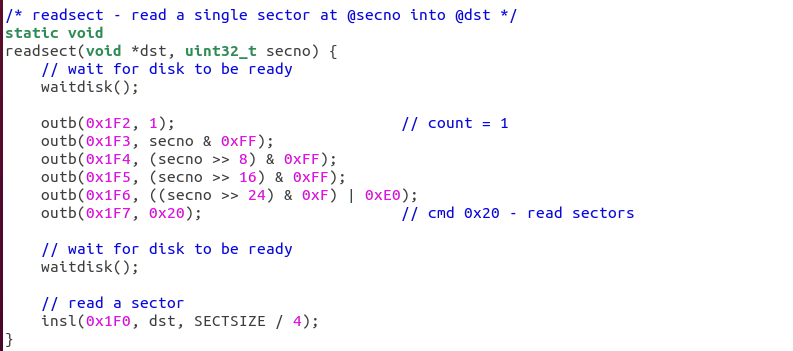 /* readsect - read a single sector at @secno into @dst */
static void
readsect(void *dst, uint32_t secno) {
    // wait for disk to be ready
    waitdisk();

    outb(0x1F2, 1);                         // count = 1
    outb(0x1F3, secno & 0xFF);
    outb(0x1F4, (secno >> 8) & 0xFF);
    outb(0x1F5, (secno >> 16) & 0xFF);
    outb(0x1F6, ((secno >> 24) & 0xF) | 0xE0);
    outb(0x1F7, 0x20);                      // cmd 0x20 - read sectors

    // wait for disk to be ready
    waitdisk();

    // read a sector
    insl(0x1F0, dst, SECTSIZE / 4);
}